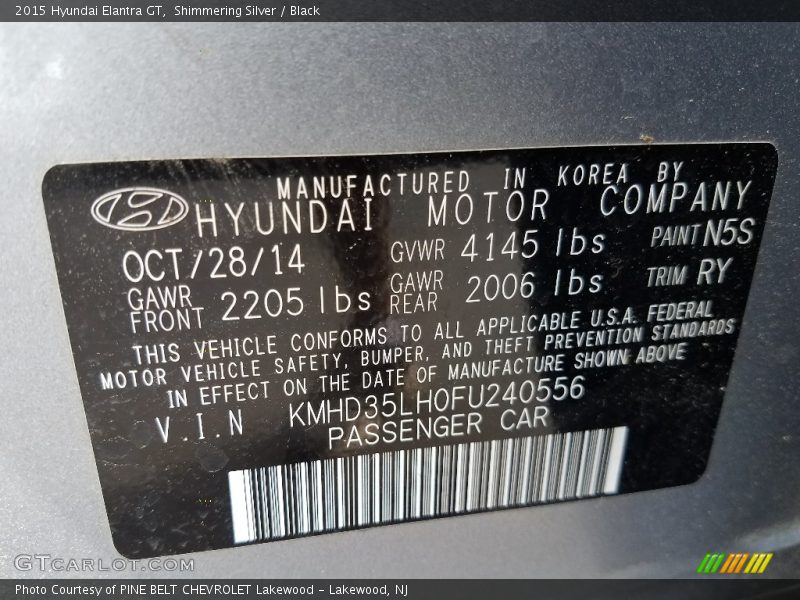 2015 Hyundai Elantra GT, Shimmering Silver / Black
MANUFACTURED IN KOREA BY
HYUNDAI MOTOR COMPANY
OCT/28/14 GVWR 4145 lbs PAINT N5S
GAWR FRONT 2205 lbs GAWR REAR 2006 lbs TRIM RY
THIS VEHICLE CONFORMS TO ALL APPLICABLE U.S.A. FEDERAL
MOTOR VEHICLE SAFETY, BUMPER, AND THEFT PREVENTION STANDARDS
IN EFFECT ON THE DATE OF MANUFACTURE SHOWN ABOVE
V.I.N KMHD35LH0FU240556
PASSENGER CAR
GTCARLOT.COM
Photo Courtesy of PINE BELT CHEVROLET Lakewood - Lakewood, NJ